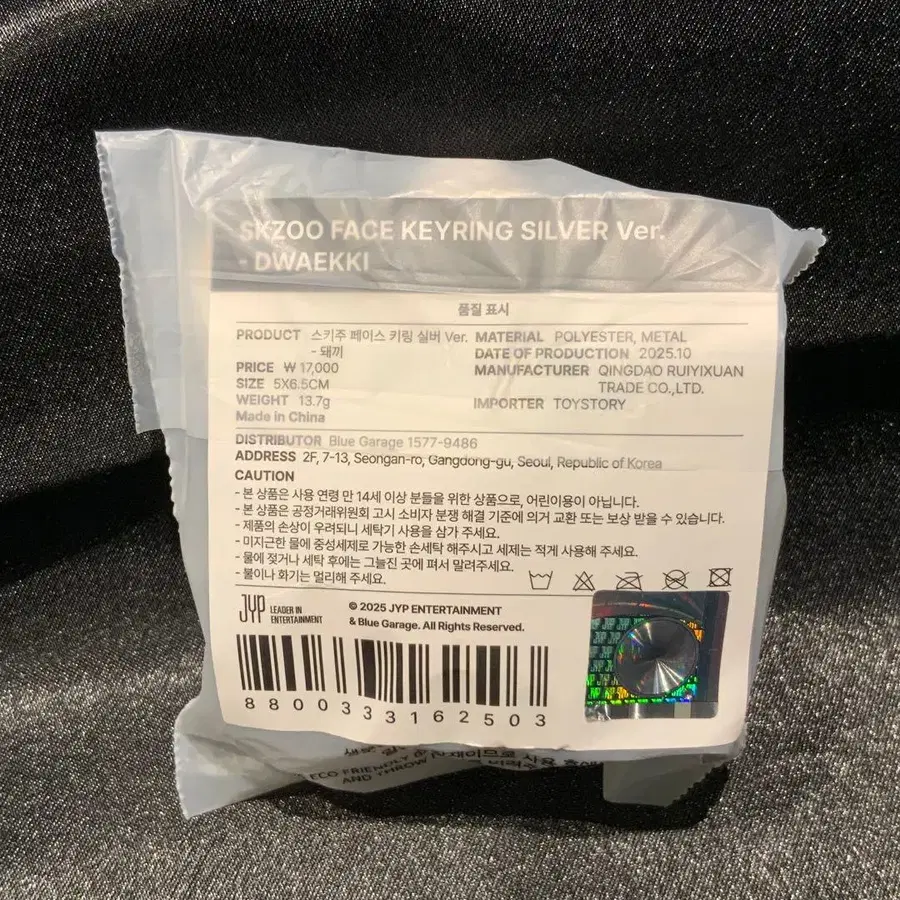 SKZOO FACE KEYRING SILVER Ver.
- DWAEKKI
품질 표시
PRODUCT 스키주 페이스 키링 실버 Ver.
- 돼끼
PRICE ₩ 17,000
SIZE 5X6.5CM
WEIGHT 13.7g
Made in China
MATERIAL POLYESTER, METAL
DATE OF PRODUCTION 2025.10
MANUFACTURER QINGDAO RUIYIXUAN
TRADE CO.,LTD.
IMPORTER TOYSTORY
DISTRIBUTOR Blue Garage 1577-9486
ADDRESS 2F, 7-13, Seongan-ro, Gangdong-gu, Seoul, Republic of Korea
CAUTION
- 본 상품은 사용 연령 만 14세 이상 분들을 위한 상품으로, 어린이용이 아닙니다.
- 본 상품은 공정거래위원회 고시 소비자 분쟁 해결 기준에 의거 교환 또는 보상 받을 수 있습니다.
- 제품의 손상이 우려되니 세탁기 사용을 삼가 주세요.
- 미지근한 물에 중성세제로 가능한 손세탁 해주시고 세제는 적게 사용해 주세요.
- 물에 젖거나 세탁 후에는 그늘진 곳에 펴서 말려주세요.
- 불이나 화기는 멀리해 주세요.
JYP LEADER IN
ENTERTAINMENT
© 2025 JYP ENTERTAINMENT
& Blue Garage. All Rights Reserved.
JYP JYP
8800333162503
사용 후에
ECO FRIENDLY
AND THROW